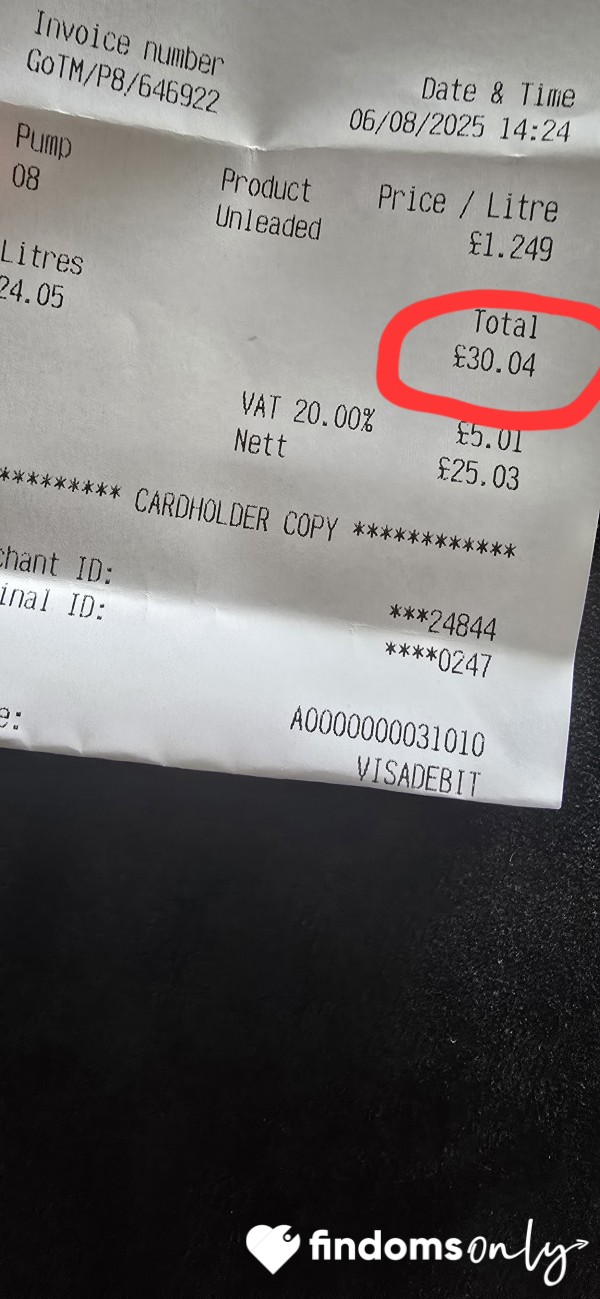 Invoice number
GoTM/P8/646922
Date & Time
06/08/2025 14:24
Pump
08
Product
Unleaded
Price / Litre
£1.249
Litres
24.05
Total
£30.04
VAT 20.00% £5.01
Nett £25.03
********* CARDHOLDER COPY ************
chant ID: ***24844
inal ID: ****0247
e: A0000000031010
VISADEBIT
findomsonly